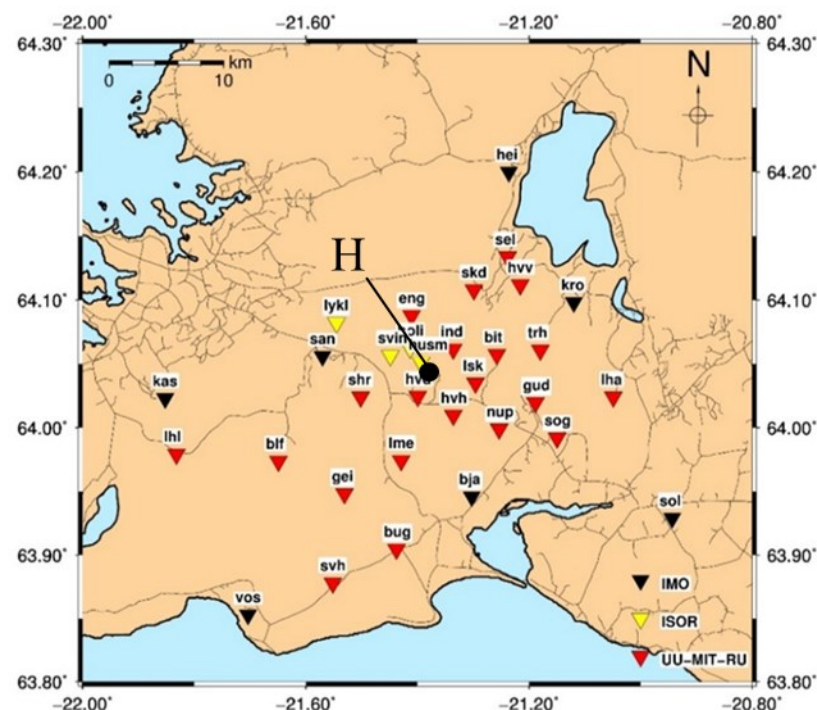 −22.00 −21.60 −21.20 −20.80
64.30 64.30
km
0 10
N
hei
64.20˚ 64.20˚
sel
H
hvv
skd
kro
64.10˚ 64.10˚
eng
lykl
ind bit trh
san svin
husm
lsk
kas shr hve gud lha
hvh
nup
sog
64.00˚ 64.00˚
lhl blf lme
gei bja
sol
63.90˚ 63.90˚
bug
svh
IMO
vos
ISOR
UU−MIT−RU
63.80˚ 63.80˚
−22.00˚ −21.60˚ −21.20˚ −20.80˚